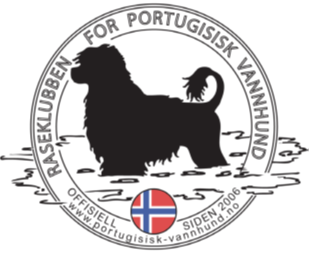 RASEKLUBBEN FOR PORTUGISISK VANNHUND
OFFISIELL SIDEN 2006
www.portugisisk-vannhund.no